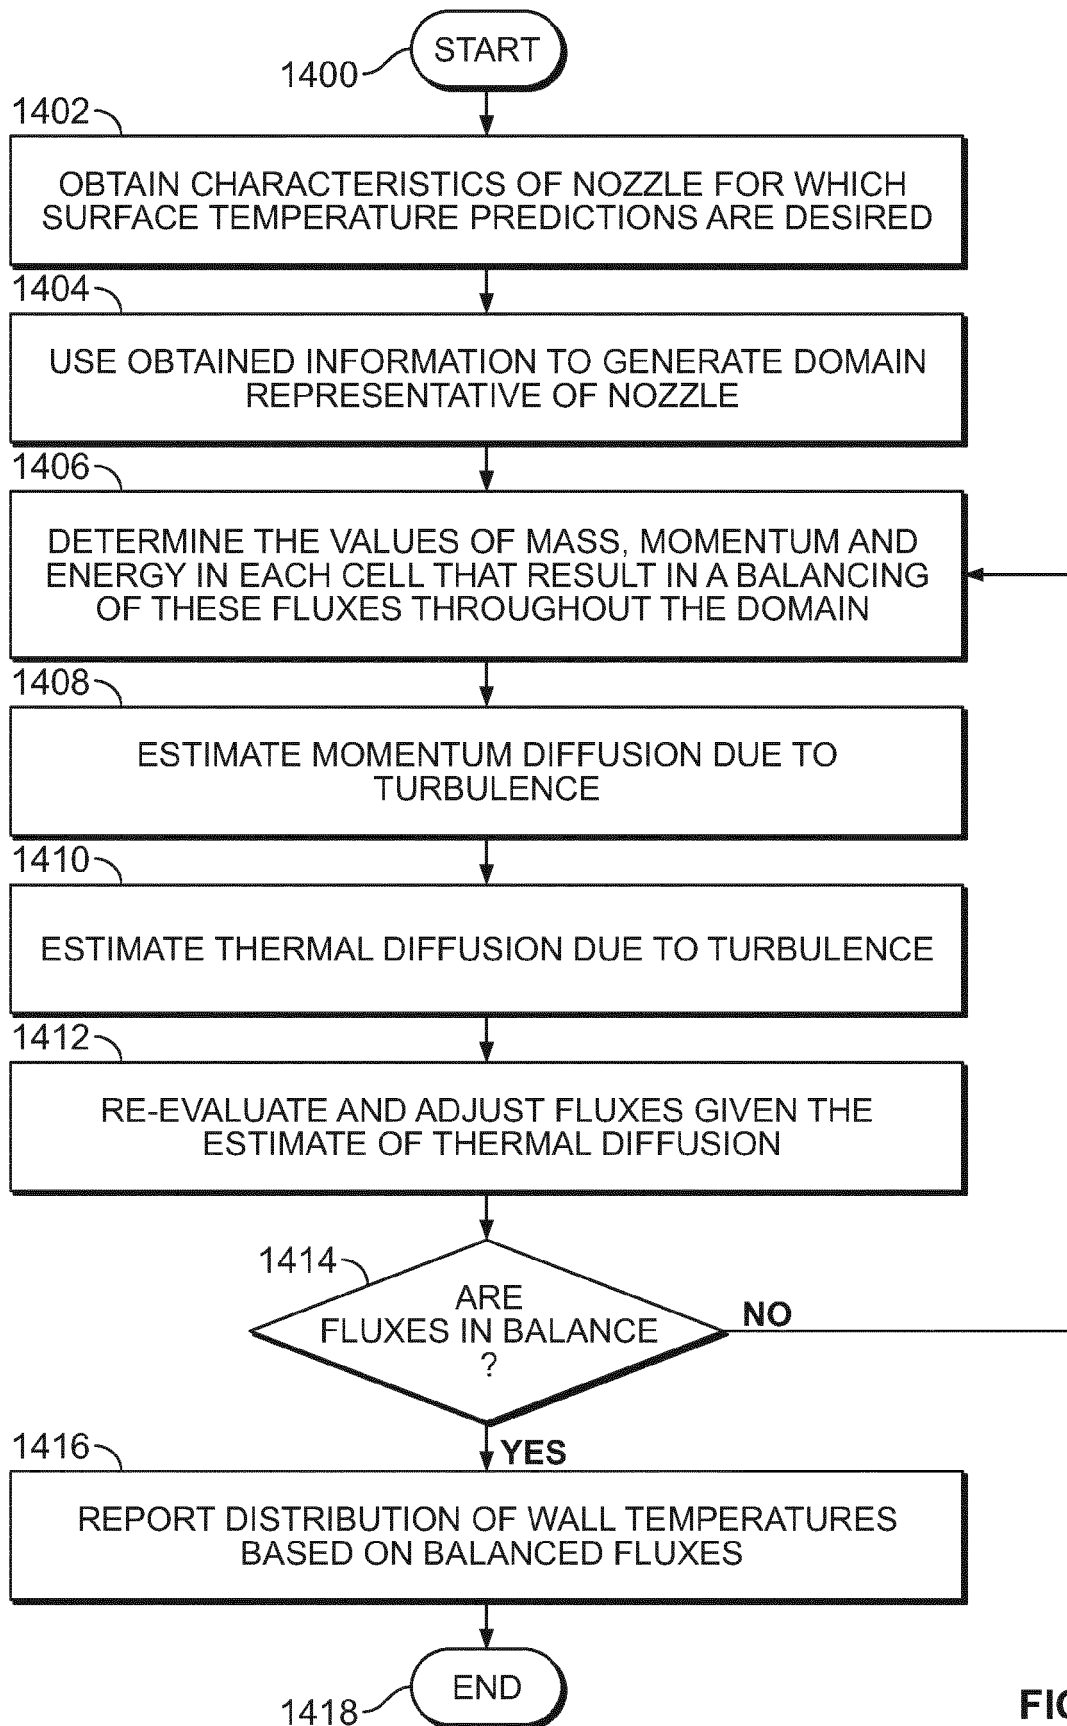 START
1400
1402
OBTAIN CHARACTERISTICS OF NOZZLE FOR WHICH
SURFACE TEMPERATURE PREDICTIONS ARE DESIRED
1404
USE OBTAINED INFORMATION TO GENERATE DOMAIN
REPRESENTATIVE OF NOZZLE
1406
DETERMINE THE VALUES OF MASS, MOMENTUM AND
ENERGY IN EACH CELL THAT RESULT IN A BALANCING
OF THESE FLUXES THROUGHOUT THE DOMAIN
1408
ESTIMATE MOMENTUM DIFFUSION DUE TO
TURBULENCE
1410
ESTIMATE THERMAL DIFFUSION DUE TO TURBULENCE
1412
RE-EVALUATE AND ADJUST FLUXES GIVEN THE
ESTIMATE OF THERMAL DIFFUSION
1414
ARE
FLUXES IN BALANCE
?
NO
YES
1416
REPORT DISTRIBUTION OF WALL TEMPERATURES
BASED ON BALANCED FLUXES
END
1418